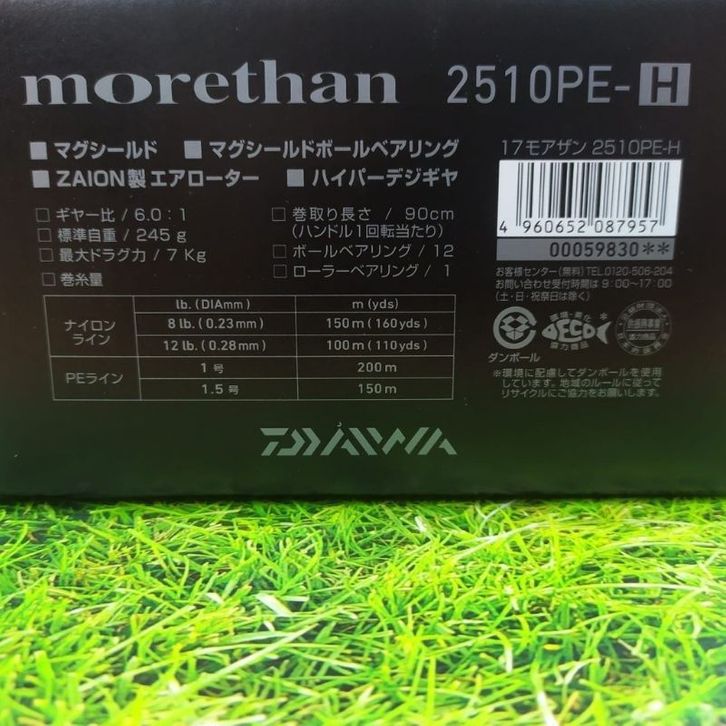 morethan 2510PE-H
■ マグシールド ■ マグシールドボールベアリング
■ ZAION製エアローター ■ ハイパーデジギヤ
□ ギヤー比 / 6.0:1
□ 標準自重 / 245g
□ 最大ドラグ力 / 7 Kg
□ 巻取り長さ / 90cm
(ハンドル1回転当たり)
□ ボールベアリング / 12
□ ローラーベアリング / 1
□ 巻糸量
lb.(DIAmm) m(yds)
ナイロンライン 8 lb.(0.23mm) 150m(160yds)
12 lb.(0.28mm) 100m(110yds)
PEライン 1号 200m
1.5号 150m
DAIWA
17モアザン 2510PE-H
4 960652 087957
00059830**
お客様センター(無料)TEL.0120-506-204
お問い合わせ受付時間は 9:00~17:00
(土・日・祝祭日は除く)
ダンボール
環境・美化
ECO
協力商品
※環境に配慮してダンボールを使用
しています。地域のルールに従って
リサイクルにご協力をお願いします。